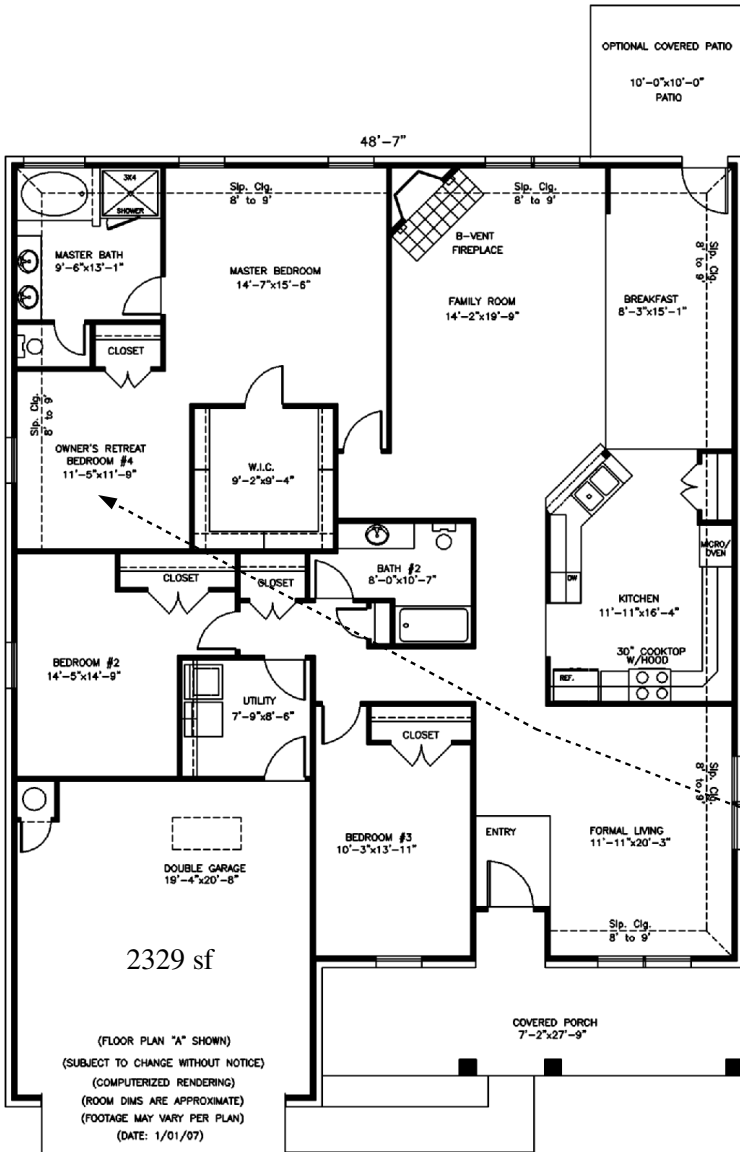 OPTIONAL COVERED PATIO
10'-0"x10'-0"
PATIO
48'-7"
3X4
SHOWER
Slp. Clg.
8' to 9'
Slp. Clg.
8' to 9'
B-VENT
FIREPLACE
MASTER BATH
9'-6"x13'-1"
MASTER BEDROOM
14'-7"x15'-6"
FAMILY ROOM
14'-2"x19'-9"
BREAKFAST
8'-3"x15'-1"
Slp. Clg.
8' to 9'
CLOSET
Slp. Clg.
8' to 9'
OWNER'S RETREAT
BEDROOM #4
11'-5"x11'-9"
W.I.C.
9'-2"x9'-4"
MICRO/
OVEN
BATH #2
8'-0"x10'-7"
CLOSET
CLOSET
DW
KITCHEN
11'-11"x16'-4"
30" COOKTOP
W/HOOD
REF.
BEDROOM #2
14'-5"x14'-9"
UTILITY
7'-9"x8'-6"
CLOSET
Slp. Clg.
8' to 9'
BEDROOM #3
10'-3"x13'-11"
ENTRY
FORMAL LIVING
11'-11"x20'-3"
DOUBLE GARAGE
19'-4"x20'-8"
Slp. Clg.
8' to 9'
2329 sf
COVERED PORCH
7'-2"x27'-9"
(FLOOR PLAN "A" SHOWN)
(SUBJECT TO CHANGE WITHOUT NOTICE)
(COMPUTERIZED RENDERING)
(ROOM DIMS ARE APPROXIMATE)
(FOOTAGE MAY VARY PER PLAN)
(DATE: 1/01/07)